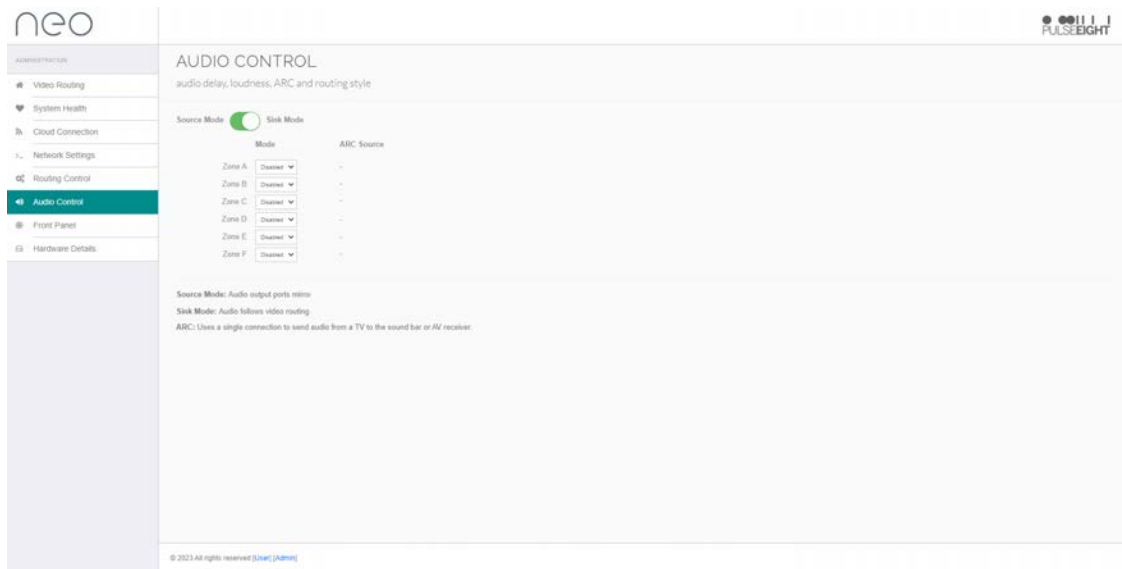 neo
PULSEEIGHT
ADMINISTRATION
Video Routing
System Health
Cloud Connection
Network Settings
Routing Control
Audio Control
Front Panel
Hardware Details
AUDIO CONTROL
audio delay, loudness, ARC and routing style
Source Mode Sink Mode
Mode ARC Source
Zone A Disabled -
Zone B Disabled -
Zone C Disabled -
Zone D Disabled -
Zone E Disabled -
Zone F Disabled -
Source Mode: Audio output ports mirror
Sink Mode: Audio follows video routing
ARC: Uses a single connection to send audio from a TV to the sound bar or AV receiver.
© 2023 All rights reserved [User] [Admin]